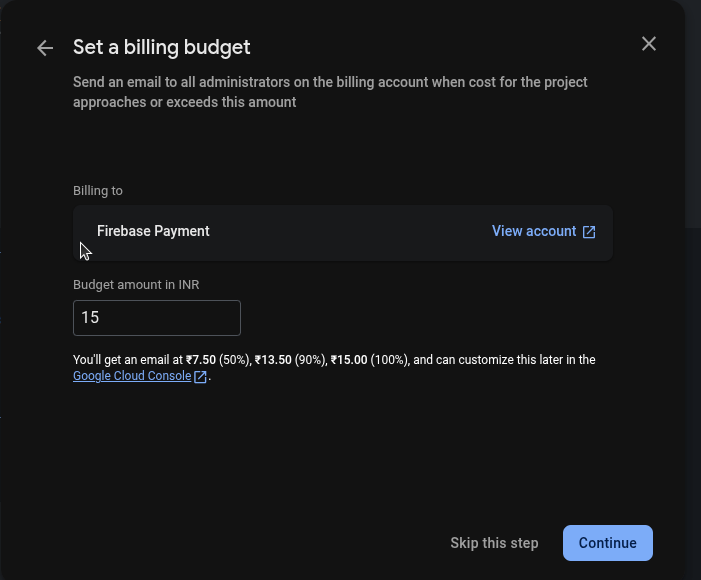 Set a billing budget
Send an email to all administrators on the billing account when cost for the project
approaches or exceeds this amount
Billing to
Firebase Payment
View account
Budget amount in INR
15
You'll get an email at ₹7.50 (50%), ₹13.50 (90%), ₹15.00 (100%), and can customize this later in the
Google Cloud Console .
Skip this step
Continue